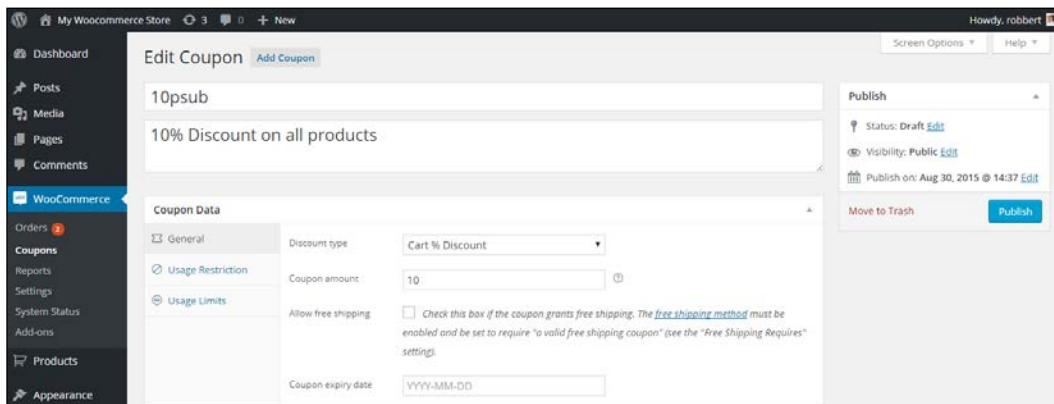 My Woocommerce Store 3 0 + New Howdy, robbert
Dashboard
Posts
Media
Pages
Comments
WooCommerce
Orders 2
Coupons
Reports
Settings
System Status
Add-ons
Products
Appearance
Screen Options Help
Edit Coupon Add Coupon
10psub
10% Discount on all products
Coupon Data
General
Usage Restriction
Usage Limits
Discount type Cart % Discount
Coupon amount 10
Allow free shipping Check this box if the coupon grants free shipping. The free shipping method must be
enabled and be set to require "a valid free shipping coupon" (see the "Free Shipping Requires"
setting).
Coupon expiry date YYYY-MM-DD
Publish
Status: Draft Edit
Visibility: Public Edit
Publish on: Aug 30, 2015 @ 14:37 Edit
Move to Trash Publish